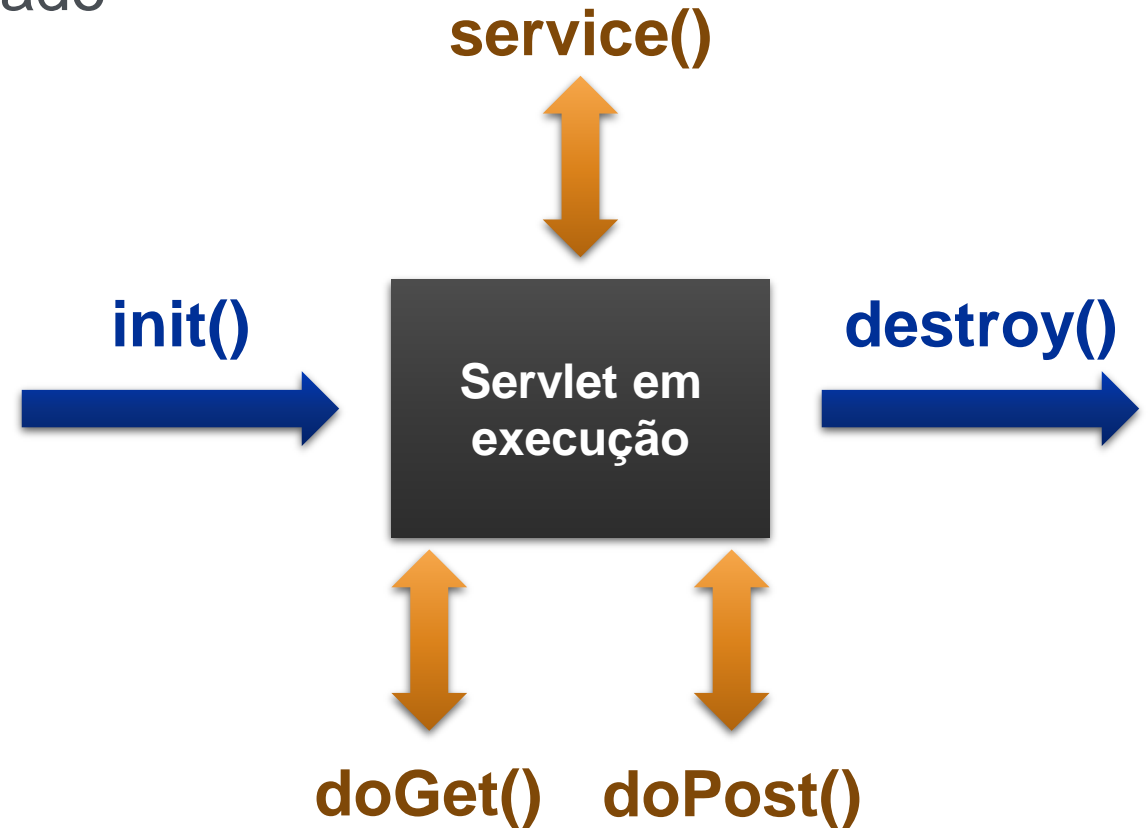 service()
init()
destroy()
Servlet em
execução
doGet() doPost()